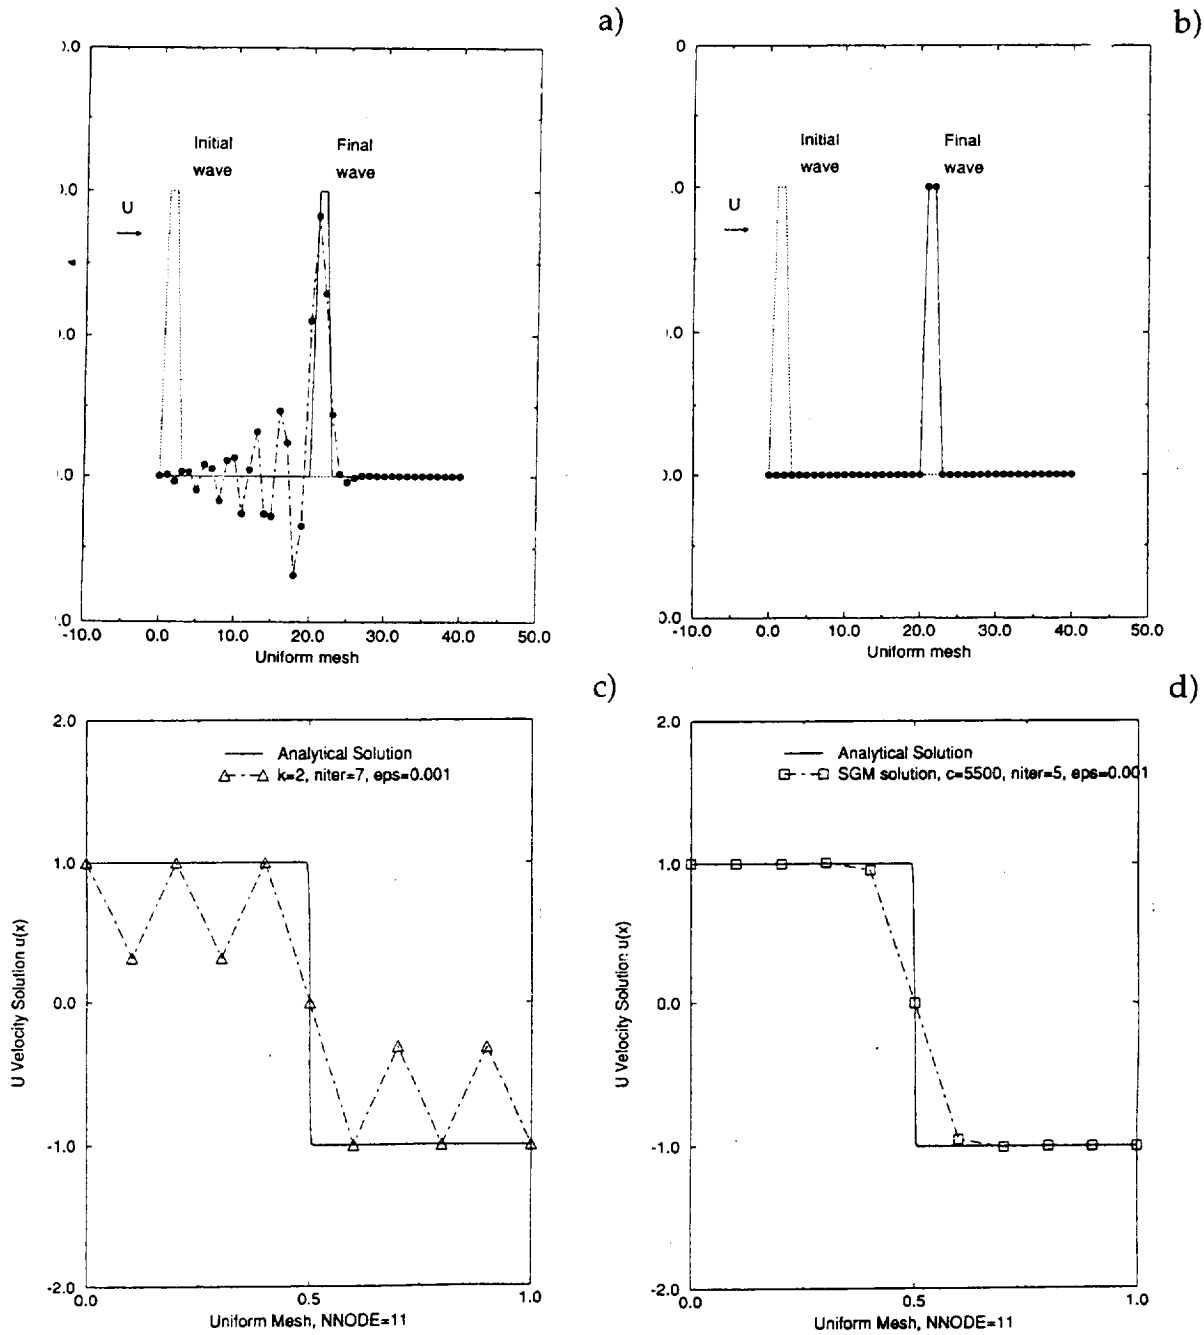 a)
.0
Initial wave
Final wave
U
.0
.0
.0
.0
-10.0 0.0 10.0 20.0 30.0 40.0 50.0
Uniform mesh
b)
0
Initial wave
Final wave
U
.0
.0
.0
.0
-10.0 0.0 10.0 20.0 30.0 40.0 50.0
Uniform mesh
c)
2.0
Analytical Solution
k=2, niter=7, eps=0.001
1.0
0.0
-1.0
-2.0
U Velocity Solution u(x)
0.0 0.5 1.0
Uniform Mesh, NNODE=11
d)
2.0
Analytical Solution
SGM solution, c=5500, niter=5, eps=0.001
1.0
0.0
-1.0
-2.0
U Velocity Solution u(x)
0.0 0.5 1.0
Uniform Mesh, NNODE=11